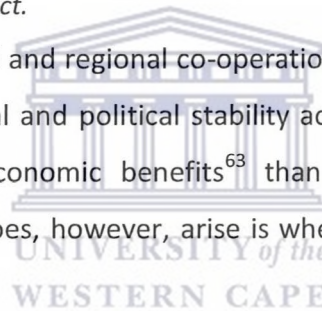 ct.
and regional co-operatio
l and political stability ac
conomic benefits63 than
oes, however, arise is whe
UNIVERSITY of the
WESTERN CAPE